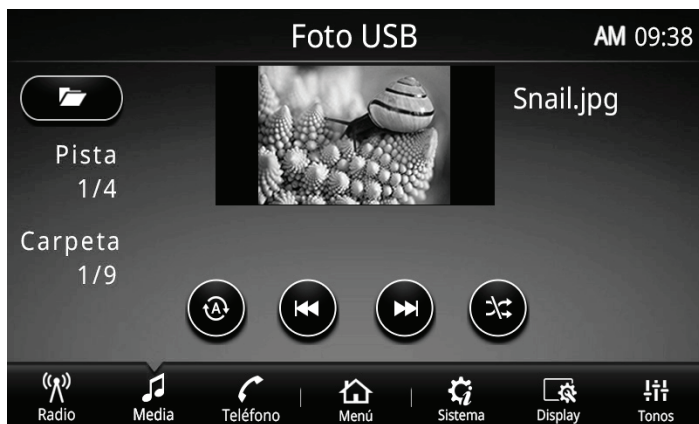 Foto USB
AM 09:38
Snail.jpg
Pista
1/4
Carpeta
1/9
A
Radio
Media
Teléfono
Menú
Sistema
Display
Tonos